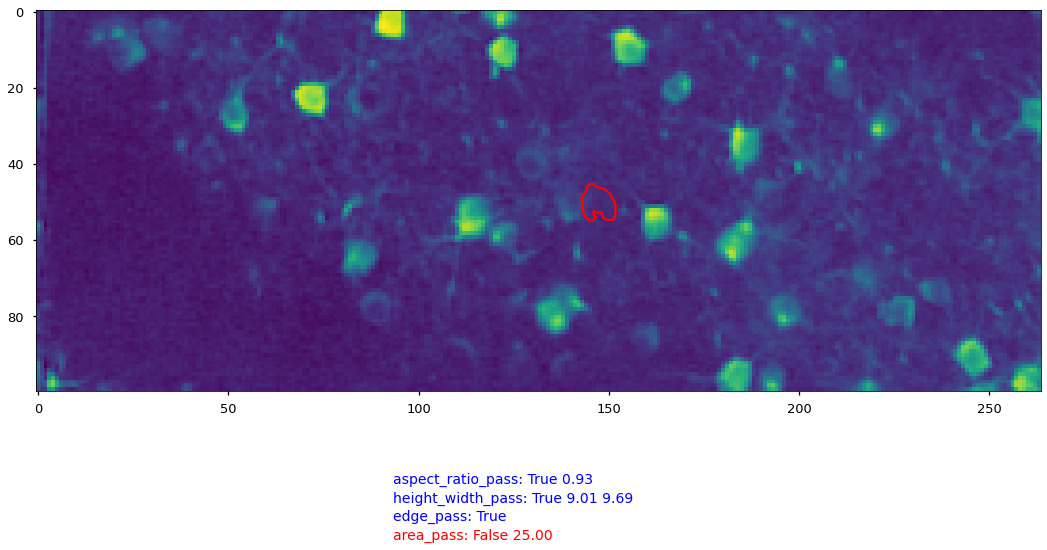 0
20
40
60
80
0 50 100 150 200 250
aspect_ratio_pass: True 0.93
height_width_pass: True 9.01 9.69
edge_pass: True
area_pass: False 25.00